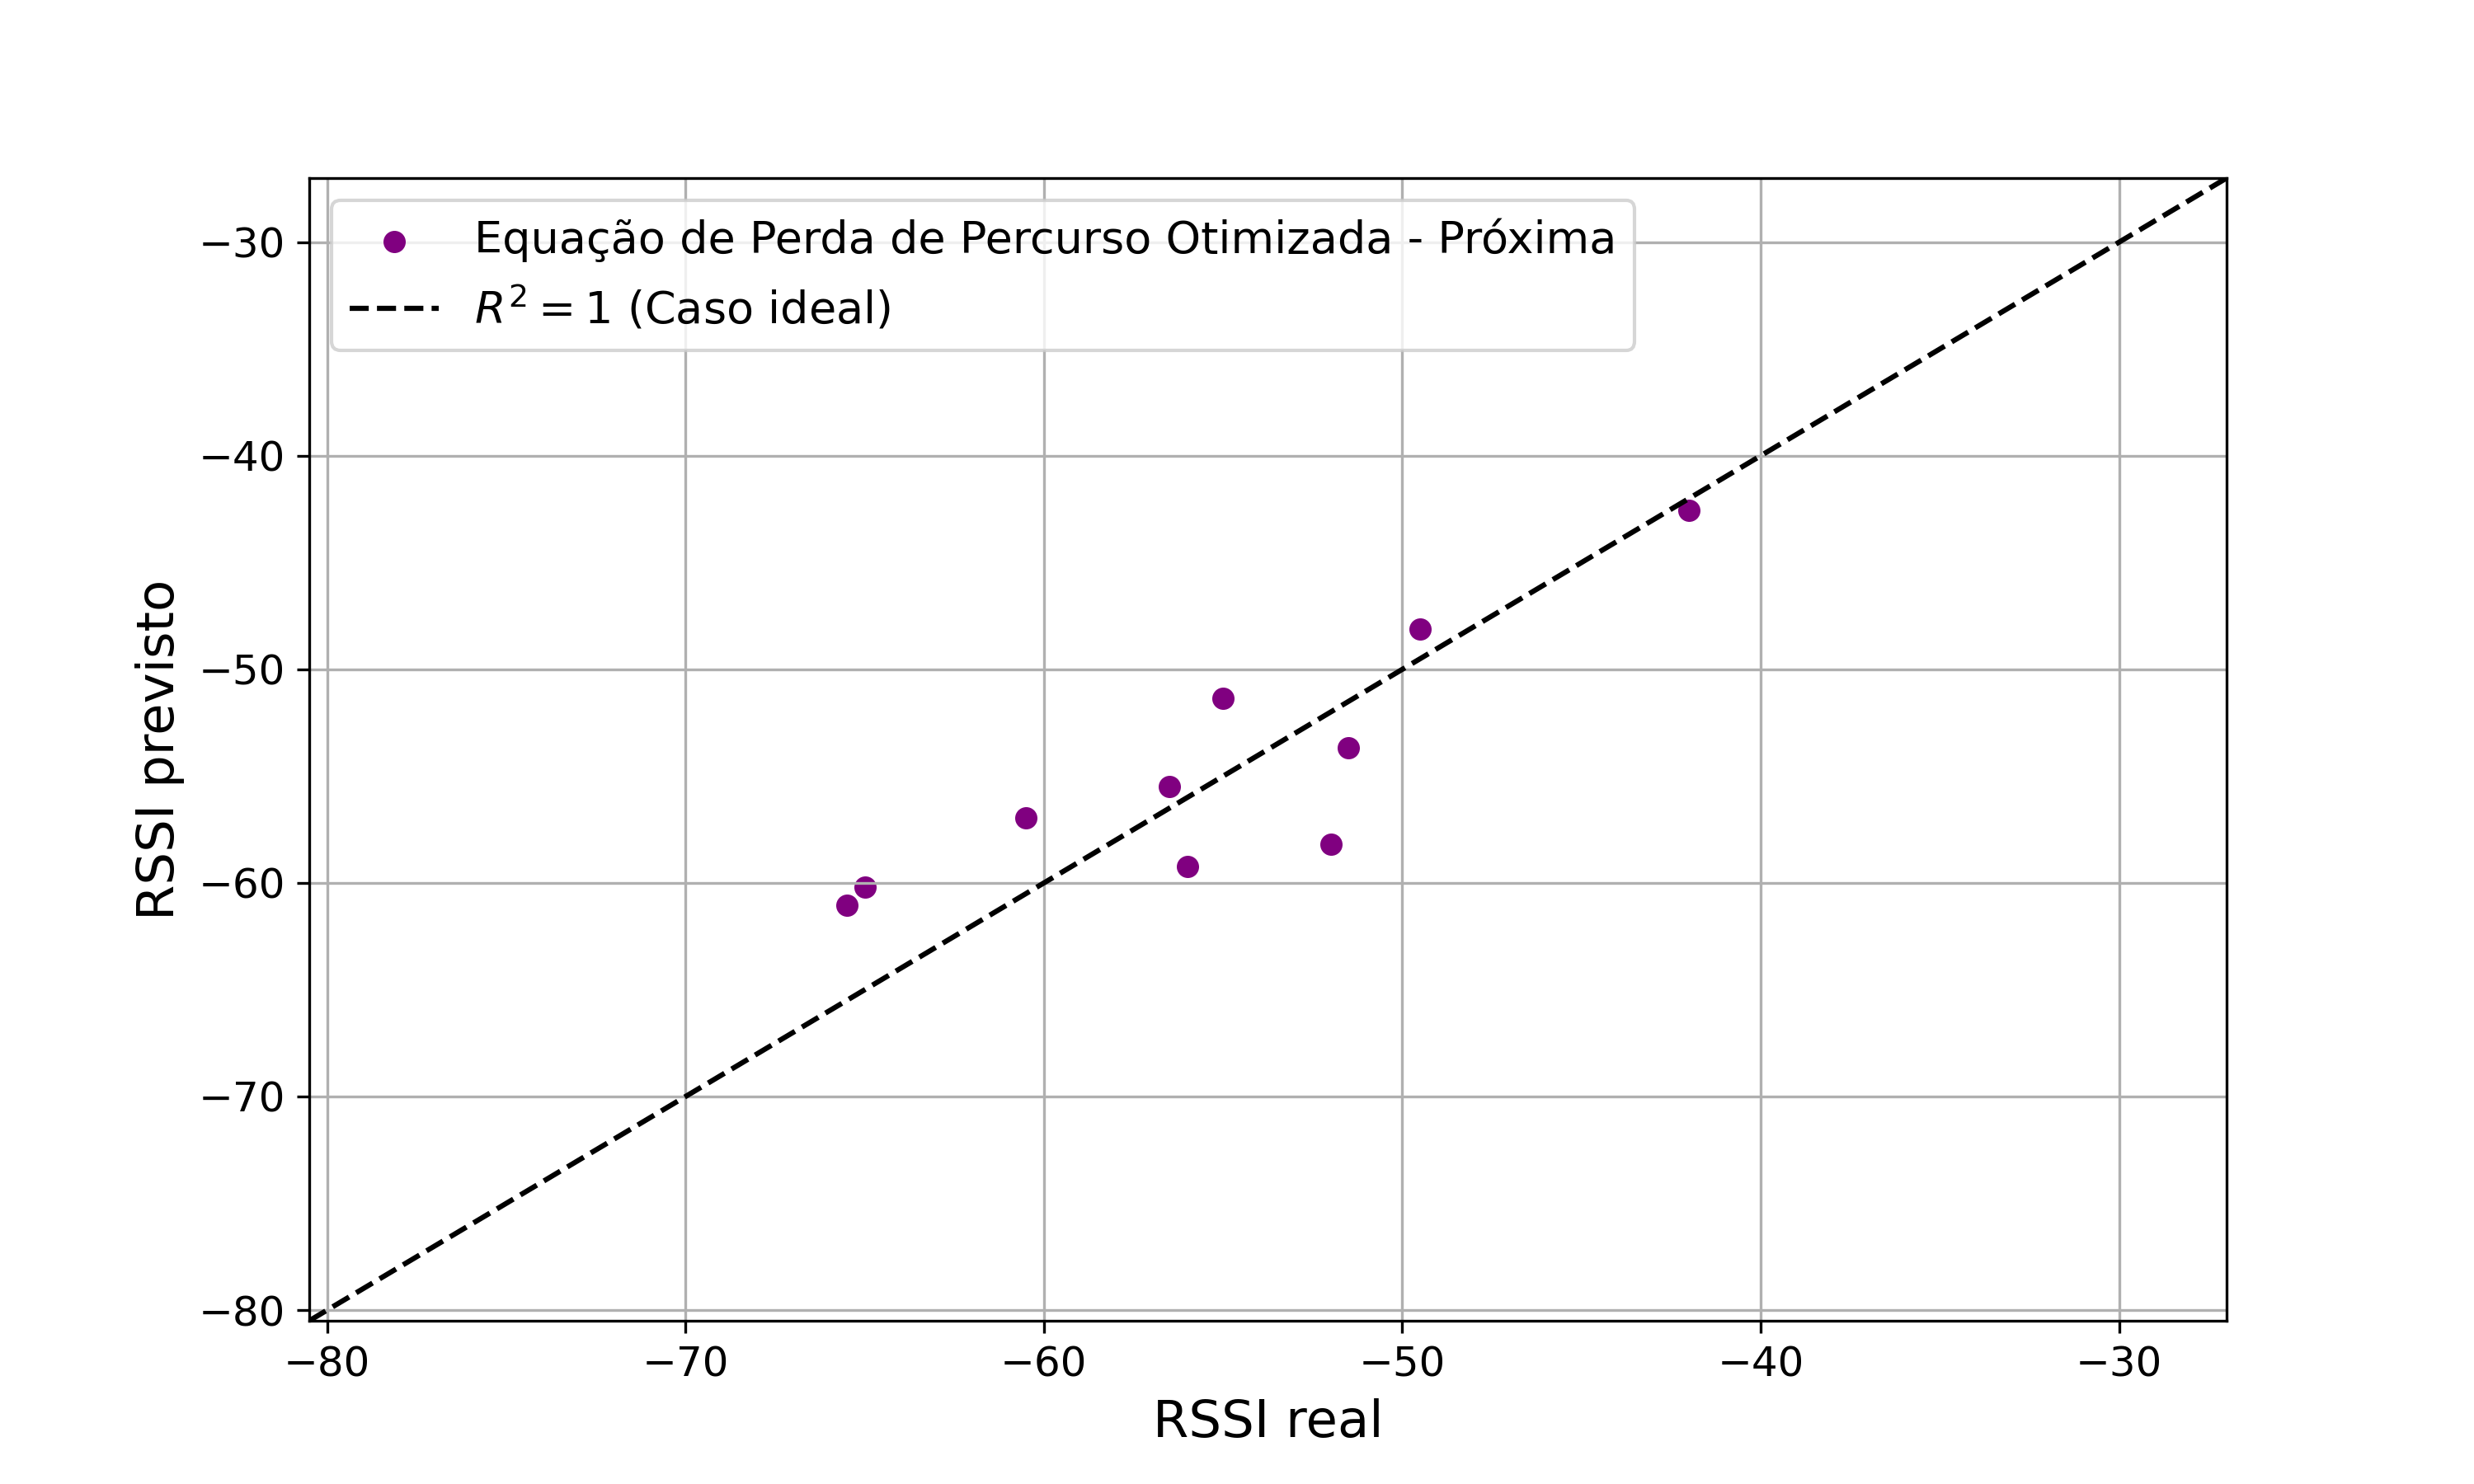 Equação de Perda de Percurso Otimizada - Próxima
R² = 1 (Caso ideal)
RSSI previsto
−30
−40
−50
−60
−70
−80
−80 −70 −60 −50 −40 −30
RSSI real